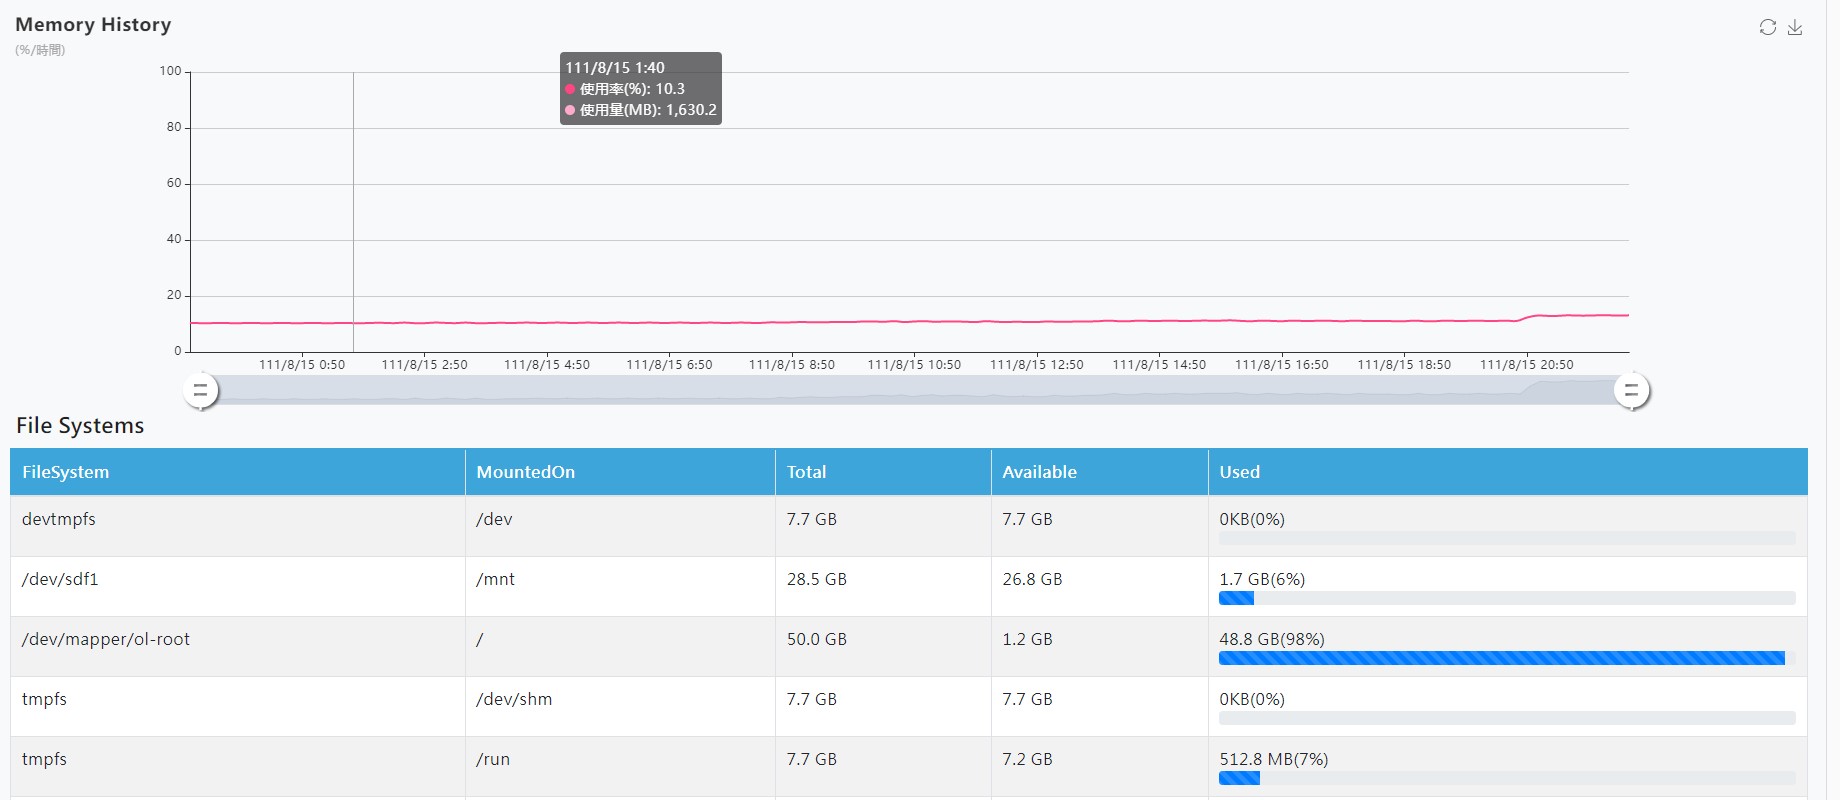 Memory History
(%/時間)
111/8/15 1:40
使用率(%): 10.3
使用量(MB): 1,630.2
100
80
60
40
20
0
111/8/15 0:50 111/8/15 2:50 111/8/15 4:50 111/8/15 6:50 111/8/15 8:50 111/8/15 10:50 111/8/15 12:50 111/8/15 14:50 111/8/15 16:50 111/8/15 18:50 111/8/15 20:50
File Systems
FileSystem MountedOn Total Available Used
devtmpfs /dev 7.7 GB 7.7 GB 0KB(0%)
/dev/sdf1 /mnt 28.5 GB 26.8 GB 1.7 GB(6%)
/dev/mapper/ol-root / 50.0 GB 1.2 GB 48.8 GB(98%)
tmpfs /dev/shm 7.7 GB 7.7 GB 0KB(0%)
tmpfs /run 7.7 GB 7.2 GB 512.8 MB(7%)